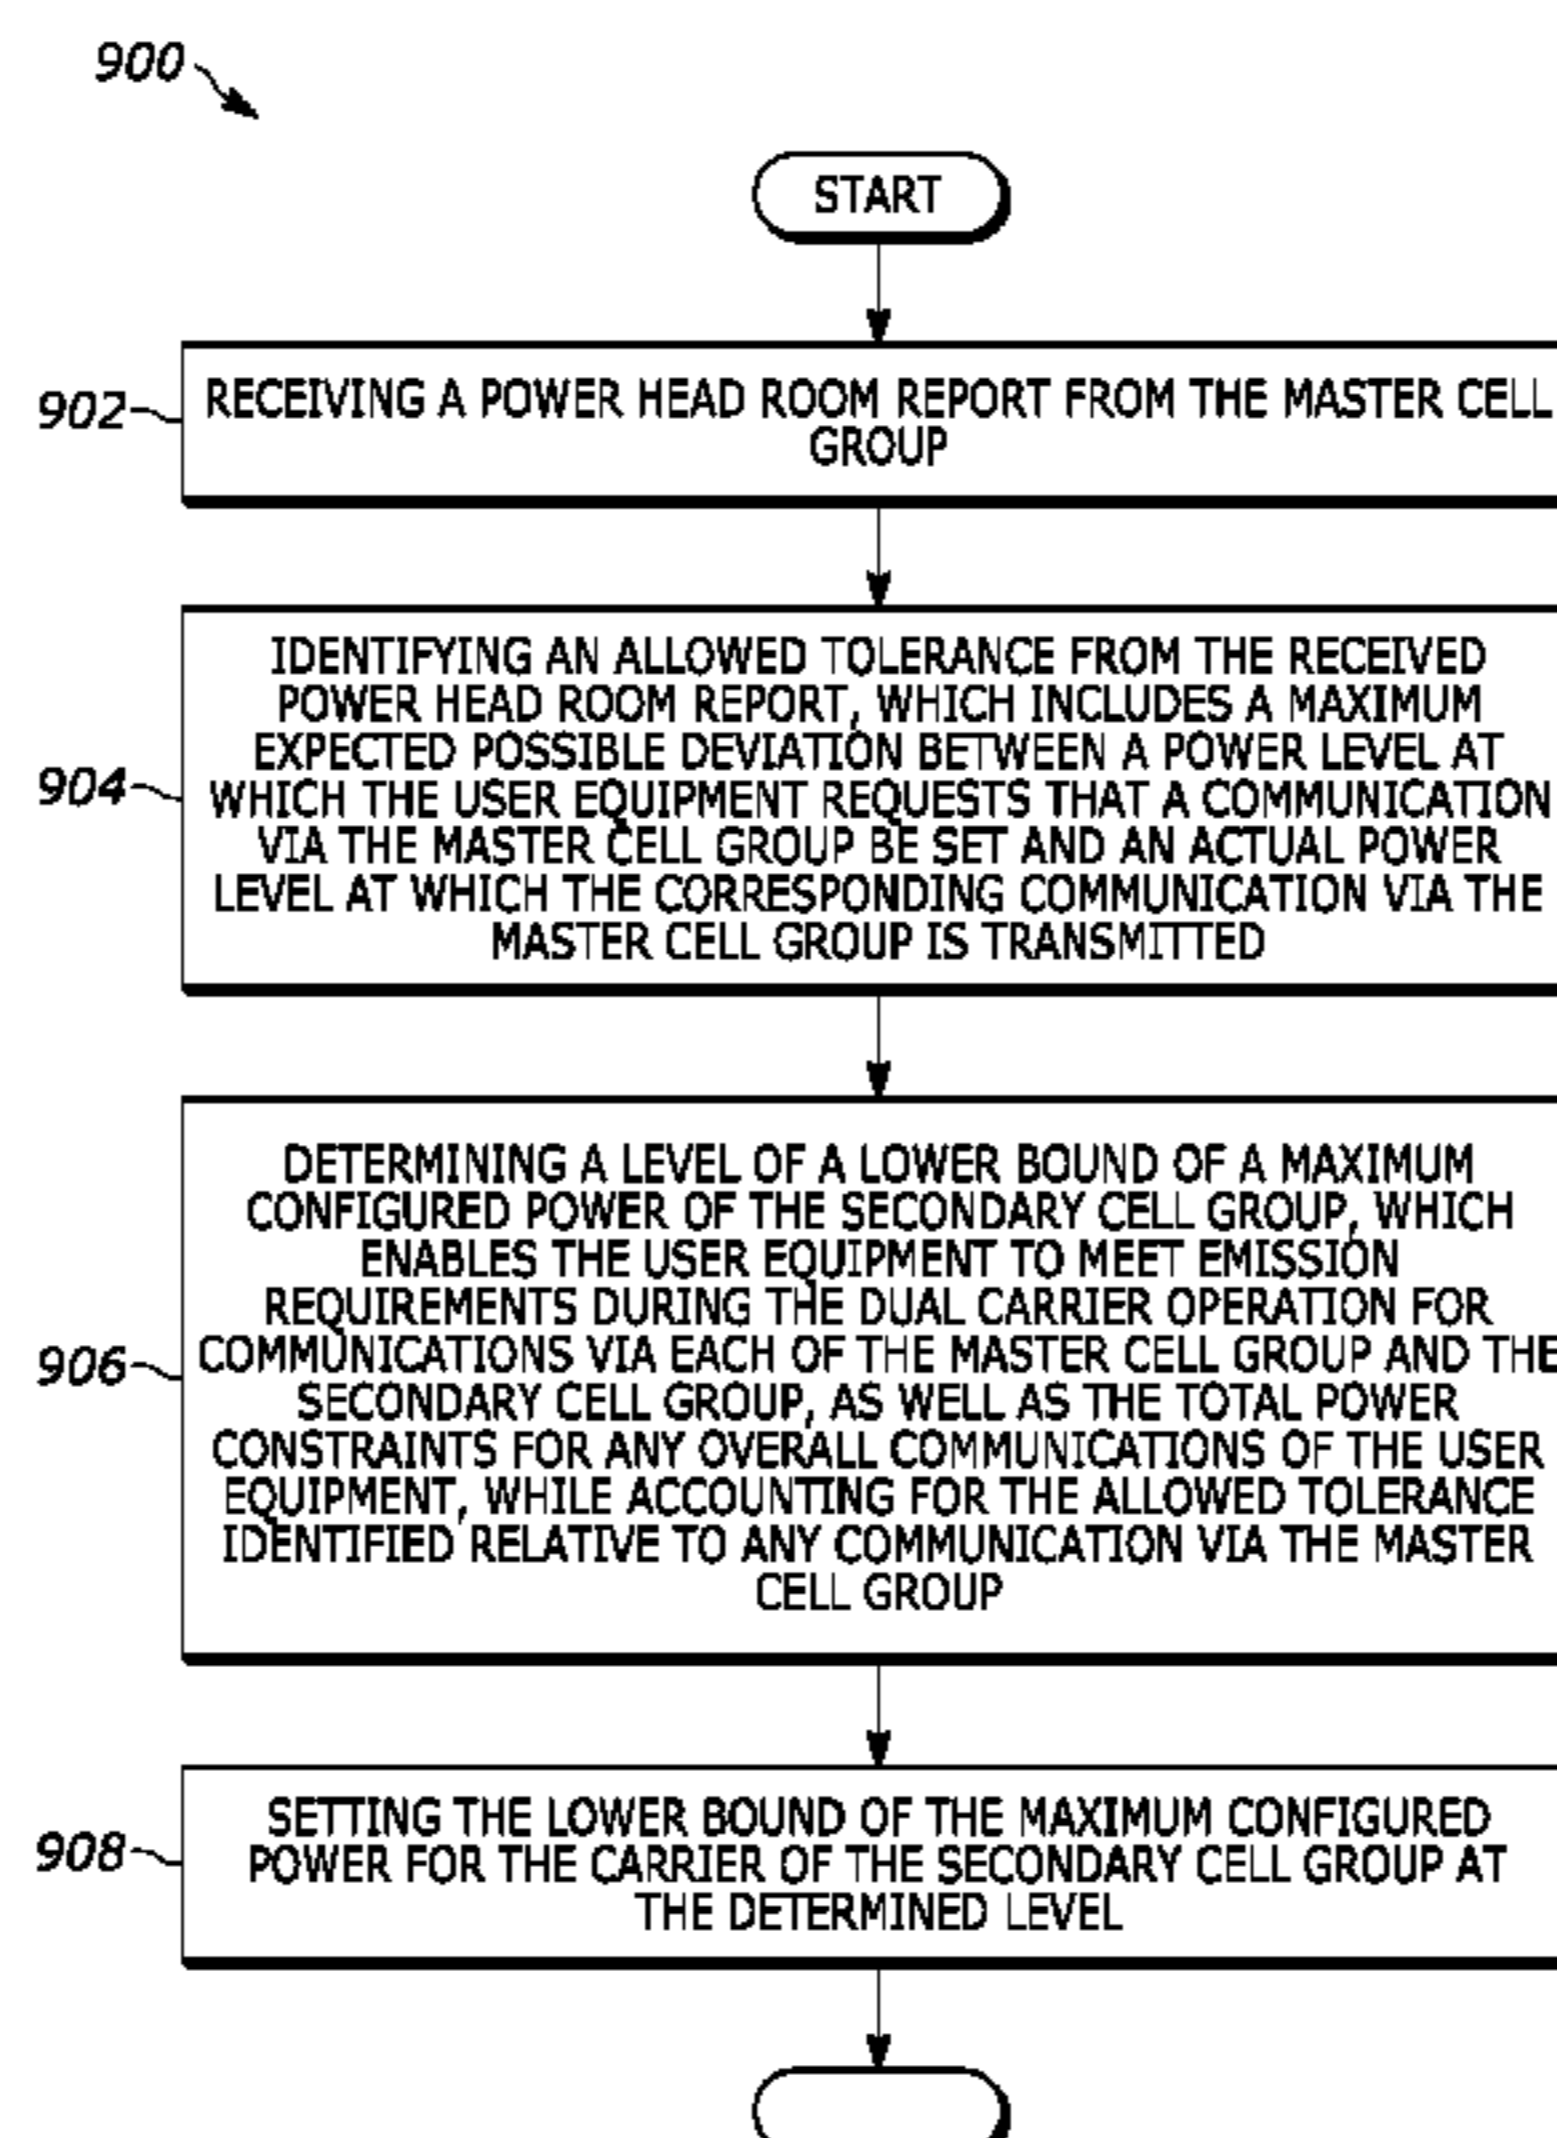 900
START
902
RECEIVING A POWER HEAD ROOM REPORT FROM THE MASTER CELL
GROUP
904
IDENTIFYING AN ALLOWED TOLERANCE FROM THE RECEIVED
POWER HEAD ROOM REPORT, WHICH INCLUDES A MAXIMUM
EXPECTED POSSIBLE DEVIATION BETWEEN A POWER LEVEL AT
WHICH THE USER EQUIPMENT REQUESTS THAT A COMMUNICATION
VIA THE MASTER CELL GROUP BE SET AND AN ACTUAL POWER
LEVEL AT WHICH THE CORRESPONDING COMMUNICATION VIA THE
MASTER CELL GROUP IS TRANSMITTED
906
DETERMINING A LEVEL OF A LOWER BOUND OF A MAXIMUM
CONFIGURED POWER OF THE SECONDARY CELL GROUP, WHICH
ENABLES THE USER EQUIPMENT TO MEET EMISSION
REQUIREMENTS DURING THE DUAL CARRIER OPERATION FOR
COMMUNICATIONS VIA EACH OF THE MASTER CELL GROUP AND THE
SECONDARY CELL GROUP, AS WELL AS THE TOTAL POWER
CONSTRAINTS FOR ANY OVERALL COMMUNICATIONS OF THE USER
EQUIPMENT, WHILE ACCOUNTING FOR THE ALLOWED TOLERANCE
IDENTIFIED RELATIVE TO ANY COMMUNICATION VIA THE MASTER
CELL GROUP
908
SETTING THE LOWER BOUND OF THE MAXIMUM CONFIGURED
POWER FOR THE CARRIER OF THE SECONDARY CELL GROUP AT
THE DETERMINED LEVEL